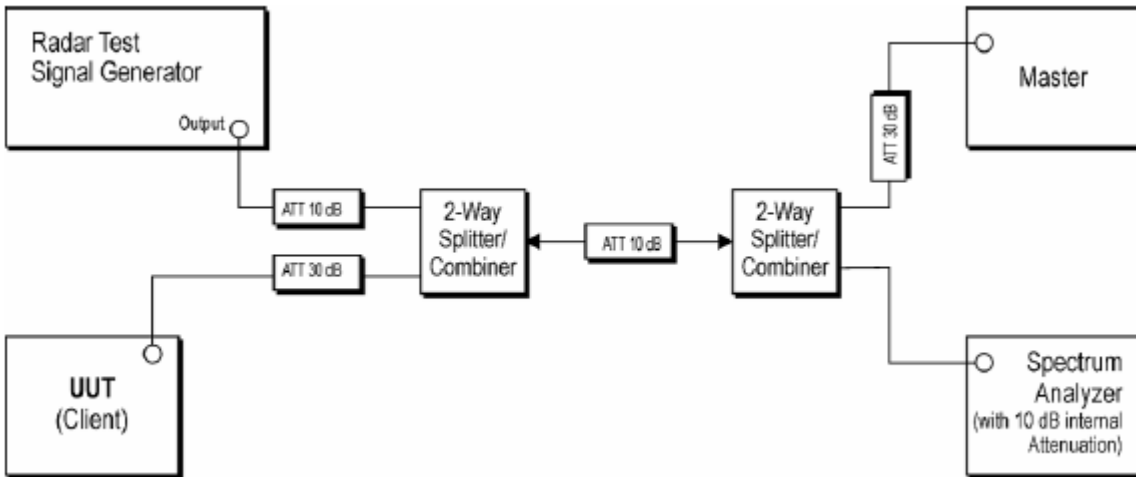 Radar Test
Signal Generator
Output
ATT 10 dB
ATT 30 dB
2-Way
Splitter/
Combiner
ATT 10 dB
2-Way
Splitter/
Combiner
ATT 30 dB
Master
UUT
(Client)
Spectrum
Analyzer
(with 10 dB internal
Attenuation)